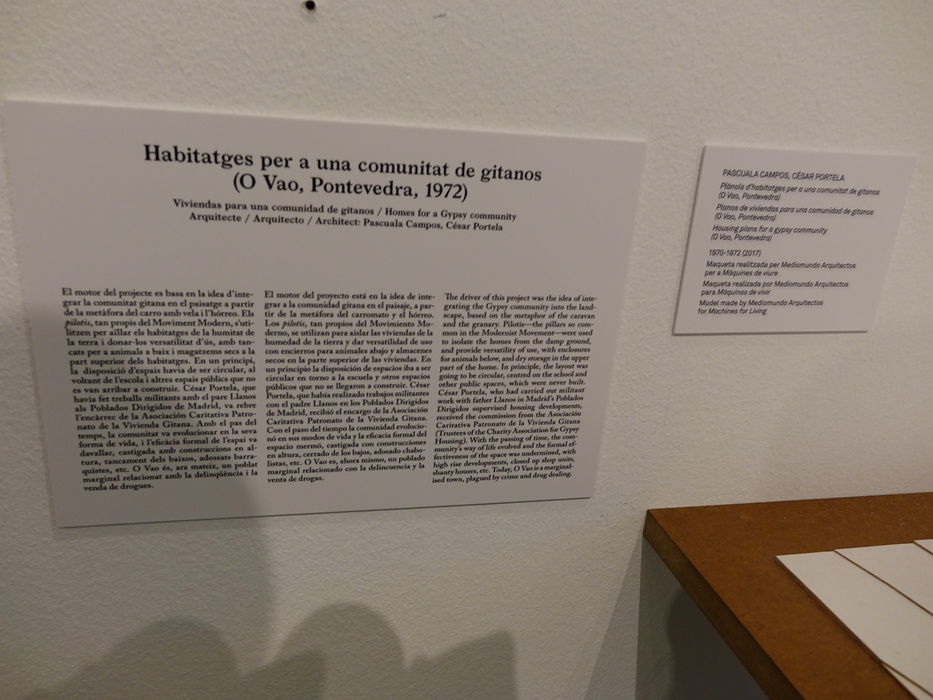 Habitatges per a una comunitat de gitanos
(O Vao, Pontevedra, 1972)
Viviendas para una comunidad de gitanos / Homes for a Gypsy community
Arquitecte / Arquitecto / Architect: Pascuala Campos, César Portela
El motor del projecte es basa en la idea d'inte-
grar la comunitat gitana en el paisatge a partir
de la metàfora del carro amb vela i l'hórreo. Els
pilotis, tan propis del Moviment Modern, s'uti-
litzen per aïllar els habitatges de la humitat de
la terra i donar-los versatilitat d'ús, amb tan-
cats per a animals a baix i magatzems secs a la
part superior dels habitatges. En un principi,
la disposició d'espais havia de ser circular, al
voltant de l'escola i altres espais públics que no
es van arribar a construir. César Portela, que
havia fet treballs militants amb el pare Llanos
als Poblados Dirigidos de Madrid, va rebre
l'encàrrec de la Asociación Caritativa Patro-
nato de la Vivienda Gitana. Amb el pas del
temps, la comunitat va evolucionar en la seva
forma de vida, i l'eficàcia formal de l'espai va
davallar, castigada amb construccions en al-
tura, tancament dels baixos, adossats barra-
quistes, etc. O Vao és, ara mateix, un poblat
marginal relacionat amb la delinqüència i la
venda de drogues.
El motor del proyecto está en la idea de inte-
grar a la comunidad gitana en el paisaje, a par-
tir de la metáfora del carromato y el hórreo.
Los pilotis, tan propios del Movimiento Mo-
derno, se utilizan para aislar las viviendas de la
humedad de la tierra y dar versatilidad de uso
con encierros para animales abajo y almacenes
secos en la parte superior de las viviendas. En
un principio la disposición de espacios iba a ser
circular en torno a la escuela y otros espacios
públicos que no se llegaron a construir. César
Portela, que había realizado trabajos militantes
con el padre Llanos en los Poblados Dirigidos
de Madrid, recibió el encargo de la Asociación
Caritativa Patronato de la Vivienda Gitana.
Con el paso del tiempo la comunidad evolucio-
nó en sus modos de vida y la eficacia formal del
espacio mermó, castigada con construcciones
en altura, cerrado de los bajos, adosado chabo-
listas, etc. O Vao es, ahora mismo, un poblado
marginal relacionado con la delincuencia y la
venta de drogas.
The driver of this project was the idea of inte-
grating the Gypsy community into the land-
scape, based on the metaphor of the caravan
and the granary. Pilotis—the pillars so com-
mon in the Modernist Movement—were used
to isolate the homes from the damp ground,
and provide versatility of use, with enclosures
for animals below, and dry storage in the upper
part of the home. In principle, the layout was
going to be circular, centred on the school and
other public spaces, which were never built.
César Portela, who had carried out militant
work with father Llanos in Madrid's Poblados
Dirigidos supervised housing developments,
received the commission from the Asociación
Caritativa Patronato de la Vivienda Gitana
(Trustees of the Charity Association for Gypsy
Housing). With the passing of time, the com-
munity's way of life evolved and the formal ef-
fectiveness of the space was undermined, with
high rise developments, closed up shop units,
shanty houses, etc. Today, O Vao is a marginal-
ised town, plagued by crime and drug dealing.
PASCUALA CAMPOS, CÉSAR PORTELA
Plànols d'habitatges per a una comunitat de gitanos
(O Vao, Pontevedra)
Planos de viviendas para una comunidad de gitanos
(O Vao, Pontevedra)
Housing plans for a gypsy community
(O Vao, Pontevedra)
1970-1972 (2017)
Maqueta realitzada per Mediomundo Arquitectos
per a Màquines de viure
Maqueta realizada por Mediomundo Arquitectos
para Máquinas de vivir
Model made by Mediomundo Arquitectos
for Machines for Living